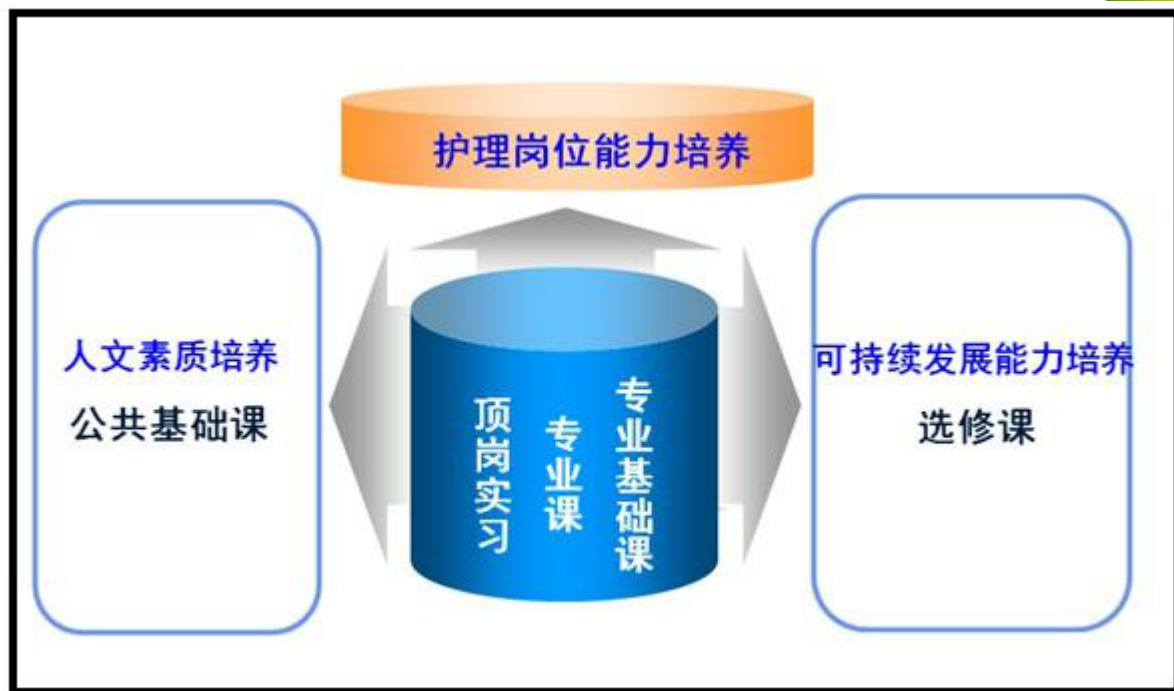 护理岗位能力培养
人文素质培养
公共基础课
顶岗实习
专业课
专业基础课
可持续发展能力培养
选修课